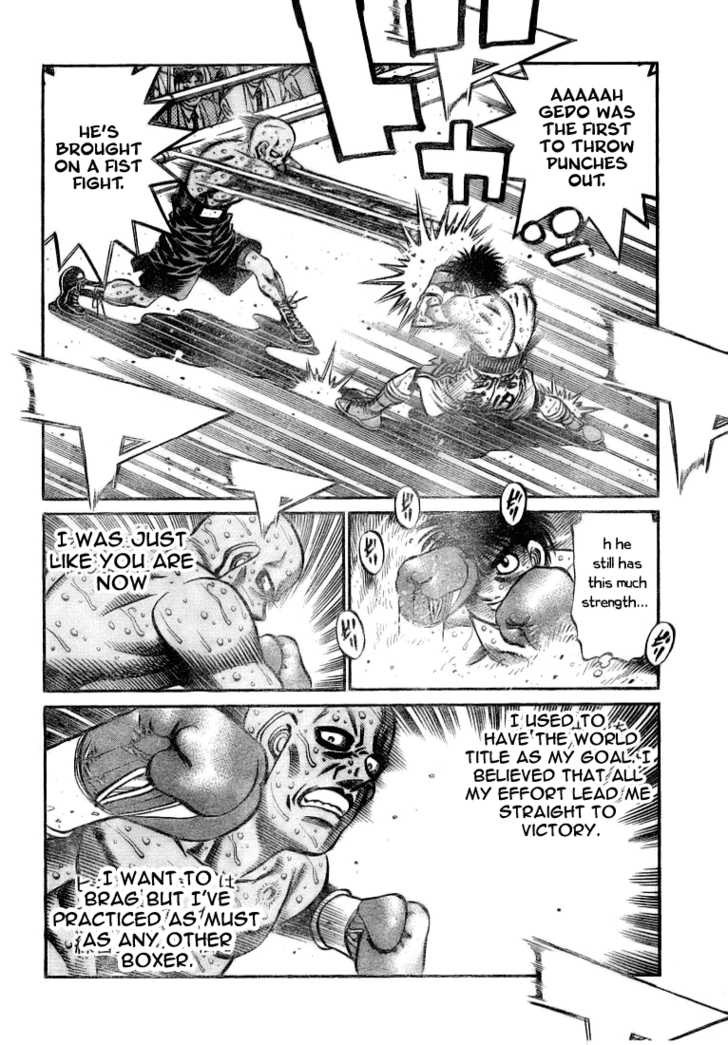 AAAAAH
GEDO WAS
THE FIRST
TO THROW
PUNCHES
OUT.
HE'S
BROUGHT
ON A FIST
FIGHT.
h he
still has
this much
strength...
I WAS JUST
LIKE YOU ARE
NOW
I USED TO
HAVE THE WORLD
TITLE AS MY GOAL. I
BELIEVED THAT ALL
MY EFFORT LEAD ME
STRAIGHT TO
VICTORY.
I WANT TO
BRAG BUT I'VE
PRACTICED AS MUST
AS ANY OTHER
BOXER.